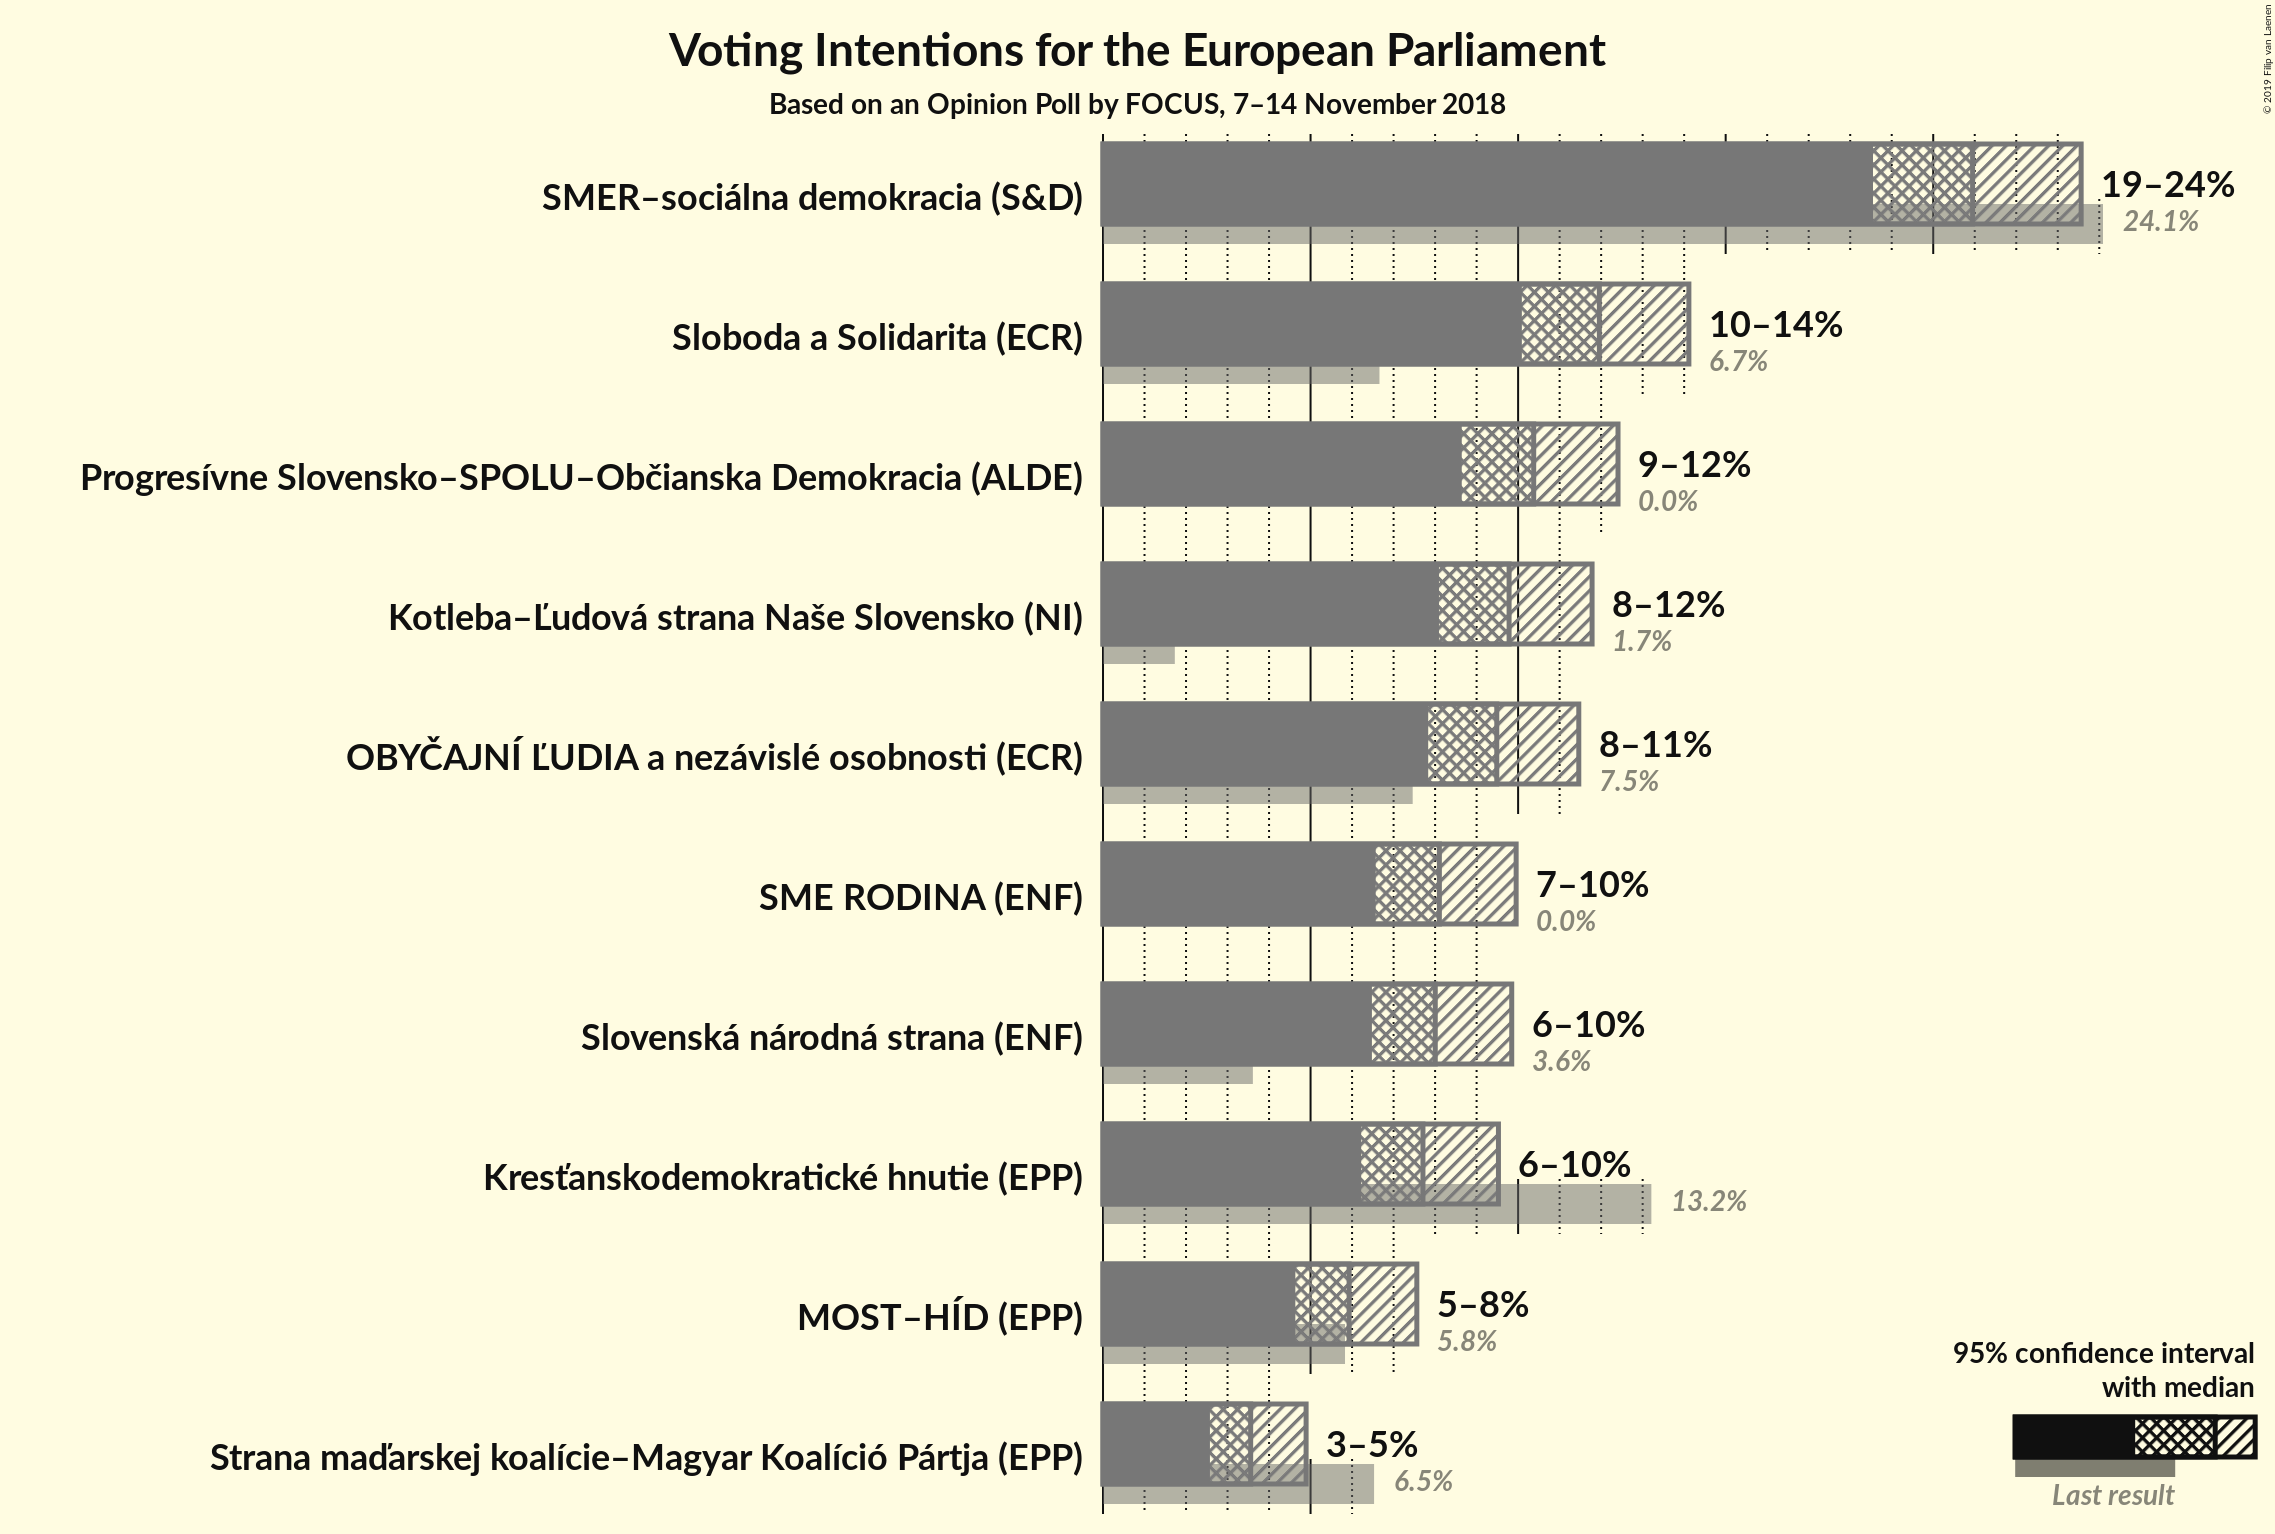 Voting Intentions for the European Parliament
Based on an Opinion Poll by FOCUS, 7–14 November 2018
© 2019 Filip van Laenen
SMER–sociálna demokracia (S&D)
19–24%
24.1%
Sloboda a Solidarita (ECR)
10–14%
6.7%
Progresívne Slovensko–SPOLU–Občianska Demokracia (ALDE)
9–12%
0.0%
Kotleba–Ľudová strana Naše Slovensko (NI)
8–12%
1.7%
OBYČAJNÍ ĽUDIA a nezávislé osobnosti (ECR)
8–11%
7.5%
SME RODINA (ENF)
7–10%
0.0%
Slovenská národná strana (ENF)
6–10%
3.6%
Kresťanskodemokratické hnutie (EPP)
6–10%
13.2%
MOST–HÍD (EPP)
5–8%
5.8%
Strana maďarskej koalície–Magyar Koalíció Pártja (EPP)
3–5%
6.5%
95% confidence interval
with median
Last result